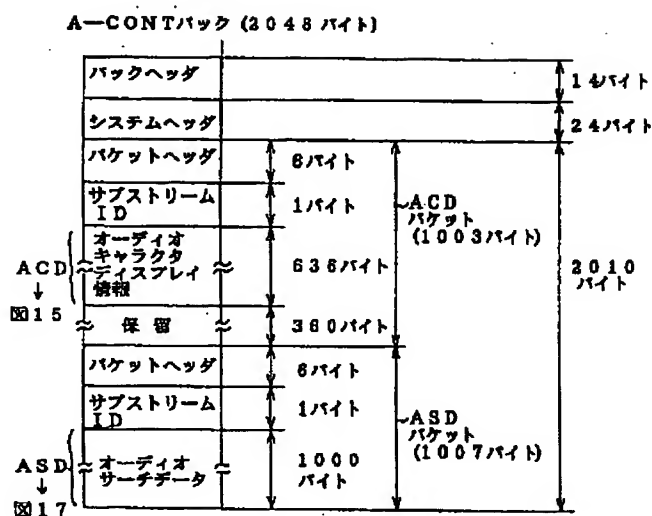 A－CONTパック (2048バイト)
パックヘッダ
14バイト
システムヘッダ
24バイト
パケットヘッダ
6バイト
サブストリーム
ID
1バイト
ACD
パケット
(1003バイト)
ACD
↓
図15
オーディオ
キャラクタ
ディスプレイ
情報
636バイト
2010
バイト
保留
360バイト
パケットヘッダ
6バイト
サブストリーム
ID
1バイト
ASD
パケット
(1007バイト)
ASD
↓
図17
オーディオ
サーチデータ
1000
バイト